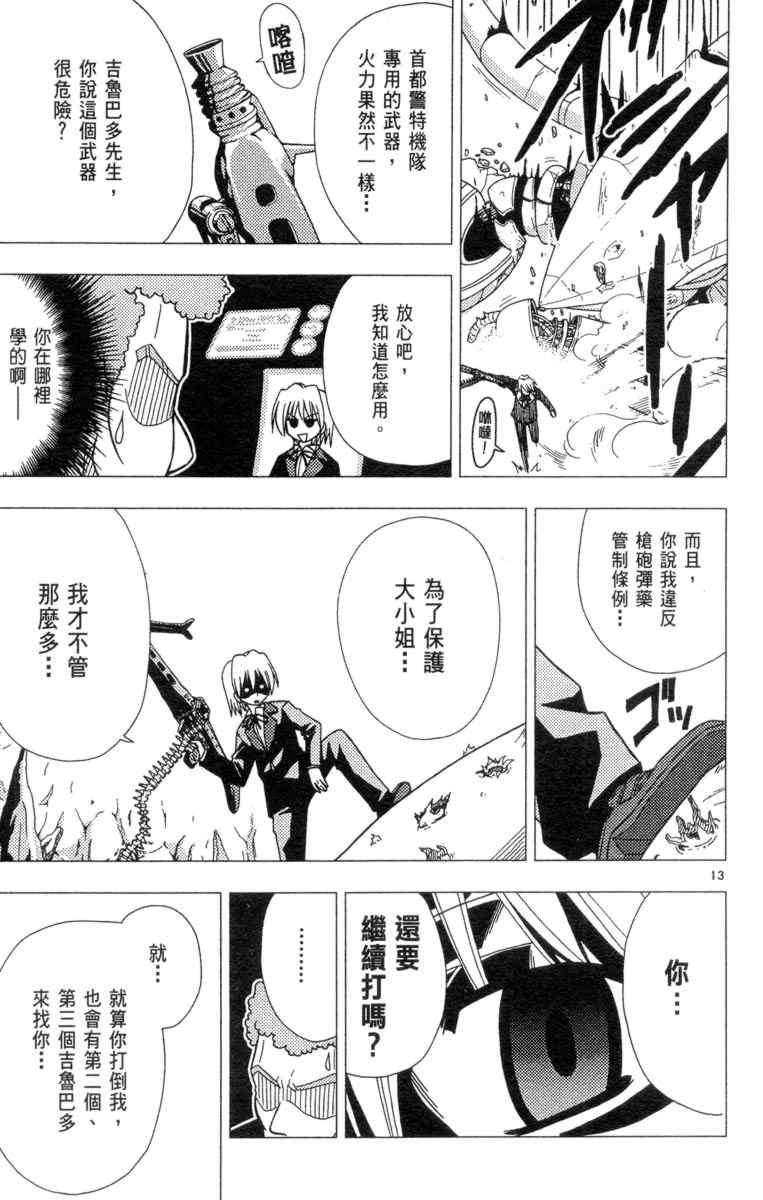 咻噠！
首都警特機隊
專用的武器，
火力果然不一樣…
喀喳
吉魯巴多先生，
你說這個武器
很危險？
放心吧，
我知道怎麼用。
你在哪裡
學的啊──
而且，
你說我違反
槍砲彈藥
管制條例…
ゴッ
為了保護
大小姐…
我才不管
那麼多…
13
你…
還要
繼續打嗎？
………
就…
就算你打倒我，
也會有第二個、
第三個吉魯巴多
來找你…